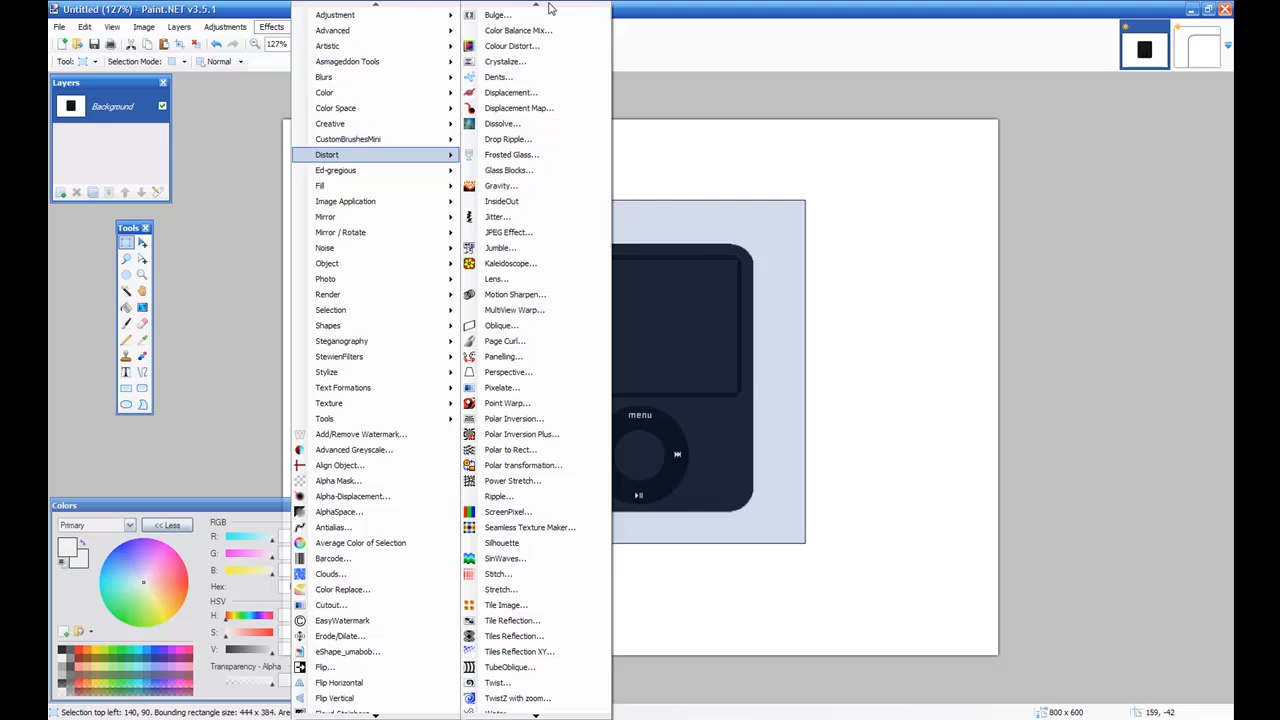 Untitled (127%) - Paint.NET v3.5.1
File Edit View Image Layers Adjustments Effects
127%
Tool: Selection Mode: Normal
Layers
Background
Tools
menu
Colors
Primary << Less
RGB
R:
G:
B:
Hex:
HSV
H:
S:
V:
Transparency - Alpha
Adjustment
Advanced
Artistic
Asmageddon Tools
Blurs
Color
Color Space
Creative
CustomBrushesMini
Distort
Ed-gregious
Fill
Image Application
Mirror
Mirror / Rotate
Noise
Object
Photo
Render
Selection
Shapes
Steganography
StewienFilters
Stylize
Text Formations
Texture
Tools
Add/Remove Watermark...
Advanced Greyscale...
Align Object...
Alpha Mask...
Alpha-Displacement...
AlphaSpace...
Antialias...
Average Color of Selection
Barcode...
Clouds...
Color Replace...
Cutout...
EasyWatermark
Erode/Dilate...
eShape_umabob...
Flip...
Flip Horizontal
Flip Vertical
Bulge...
Color Balance Mix...
Colour Distort...
Crystalize...
Dents...
Displacement...
Displacement Map...
Dissolve...
Drop Ripple...
Frosted Glass...
Glass Blocks...
Gravity...
InsideOut
Jitter...
JPEG Effect...
Jumble...
Kaleidoscope...
Lens...
Motion Sharpen...
MultiView Warp...
Oblique...
Page Curl...
Panelling...
Perspective...
Pixelate...
Point Warp...
Polar Inversion...
Polar Inversion Plus...
Polar to Rect...
Polar transformation...
Power Stretch...
Ripple...
ScreenPixel...
Seamless Texture Maker...
Silhouette
SinWaves...
Stitch...
Stretch...
Tile Image...
Tile Reflection...
Tiles Reflection...
Tiles Reflection XY...
TubeOblique...
Twist...
TwistZ with zoom...
Selection top left: 140, 90. Bounding rectangle size: 444 x 384. Are
800 x 600
159, -42